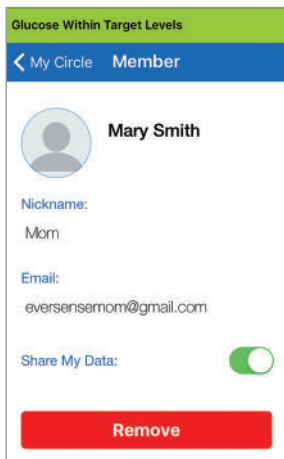 Glucose Within Target Levels
My Circle Member
Mary Smith
Nickname:
Mom
Email:
eversensemom@gmail.com
Share My Data:
Remove